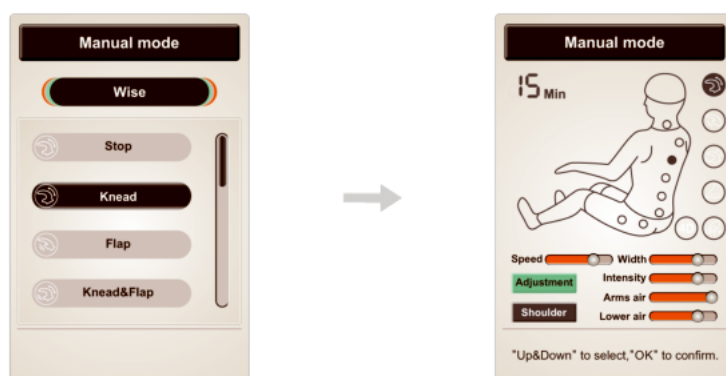 Manual mode
Wise
Stop
Knead
Flap
Knead&Flap
Manual mode
15 Min
Speed
Width
Adjustment
Intensity
Arms air
Shoulder
Lower air
"Up&Down" to select,"OK" to confirm.